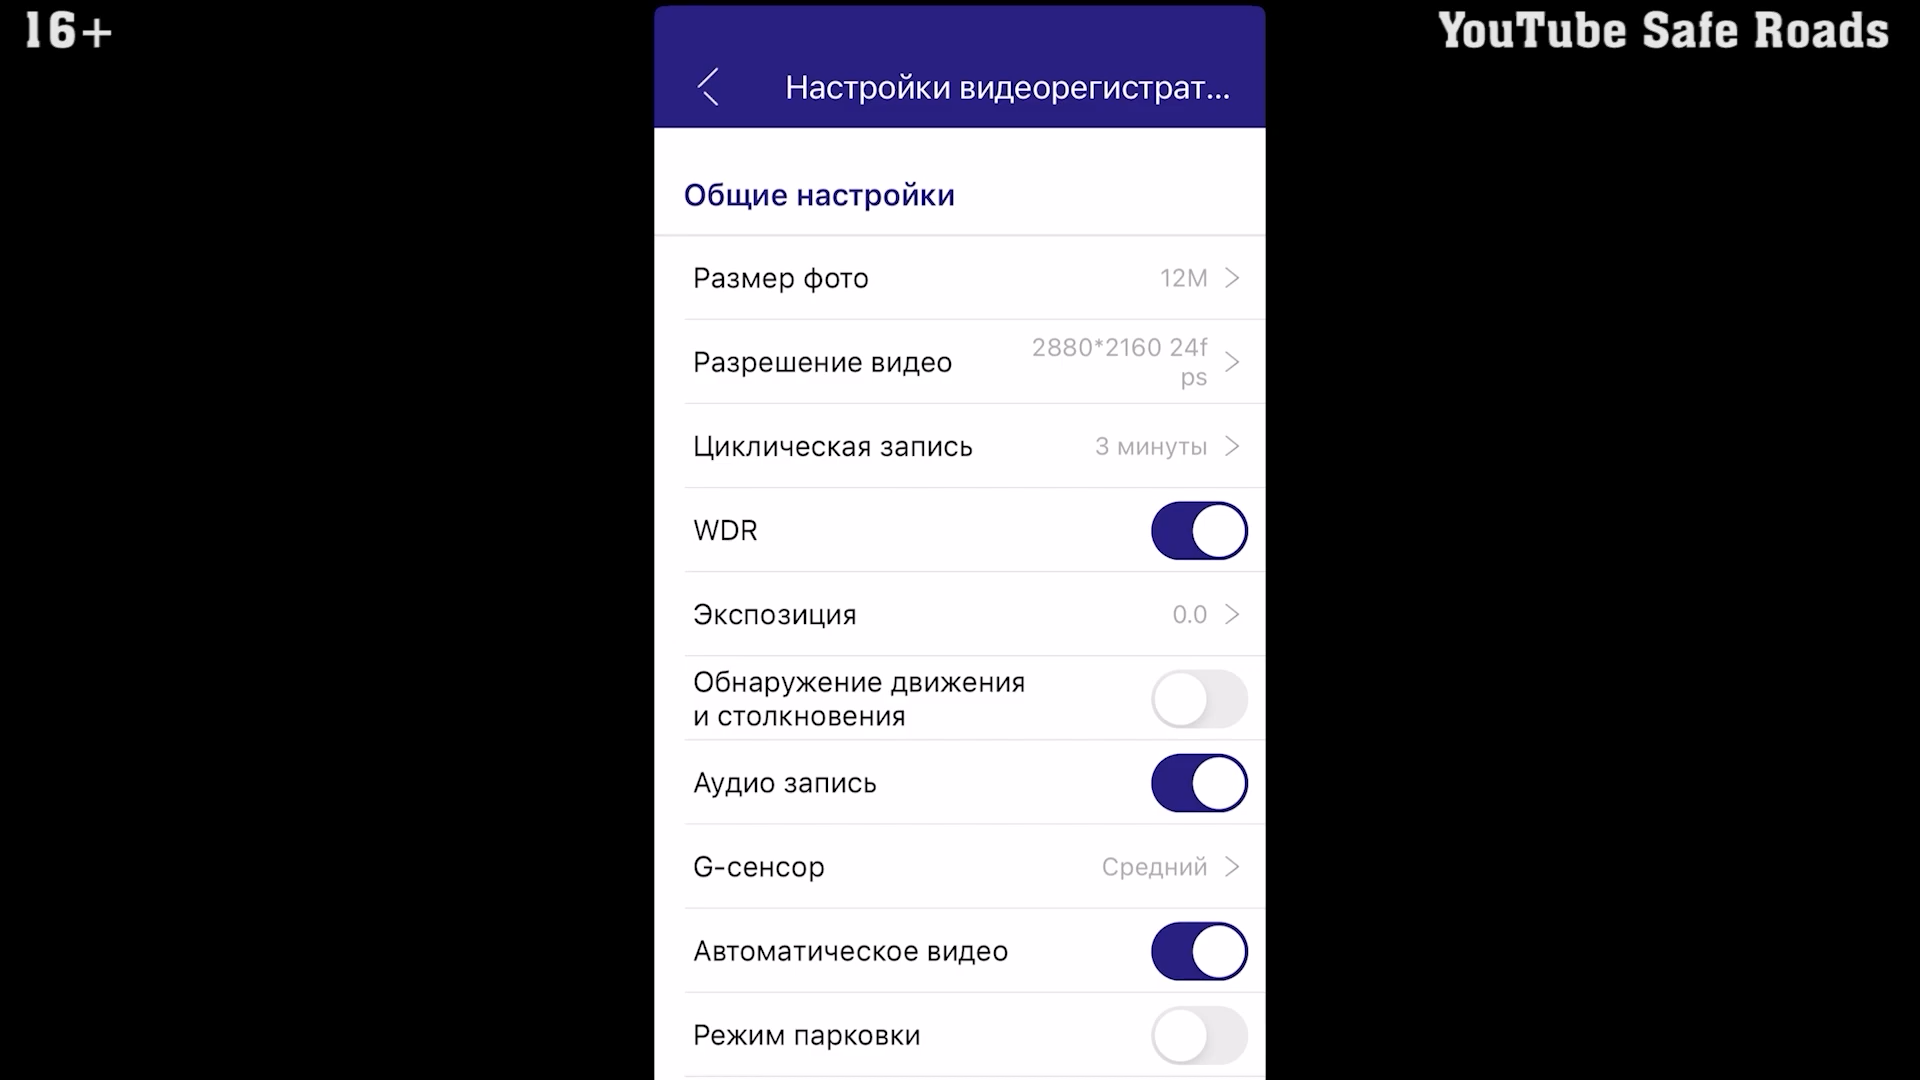 16+
YouTube Safe Roads
Настройки видеорегистрат...
Общие настройки
Размер фото 12M
Разрешение видео 2880*2160 24f
ps
Циклическая запись 3 минуты
WDR
Экспозиция 0.0
Обнаружение движения
и столкновения
Аудио запись
G-сенсор Средний
Автоматическое видео
Режим парковки